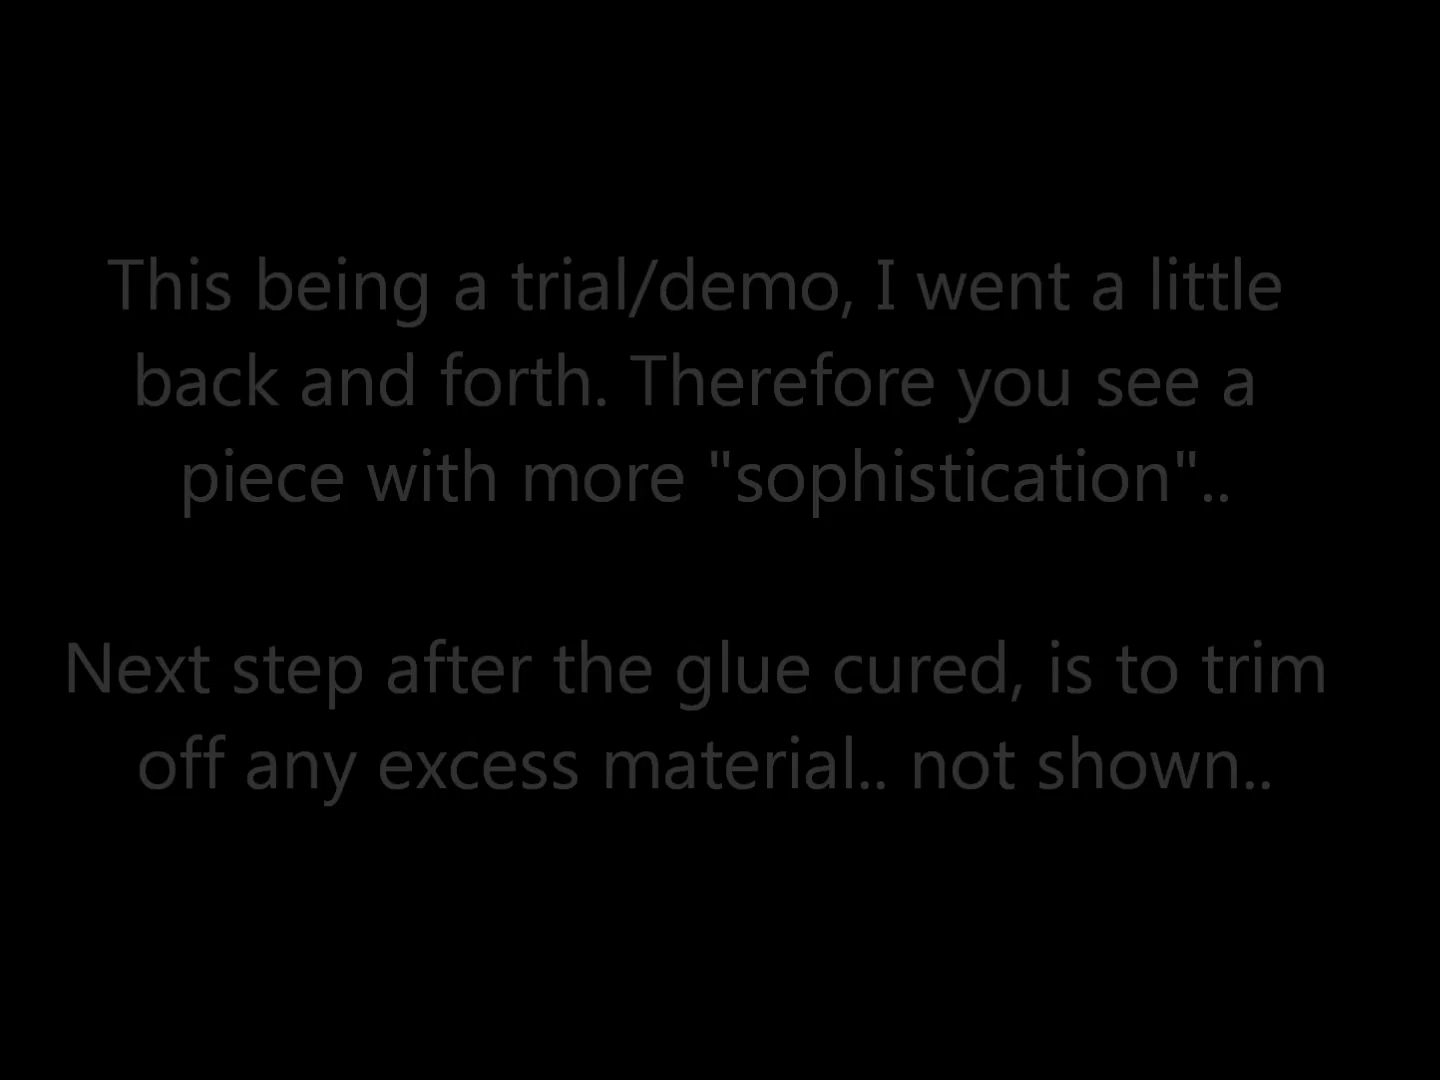 This being a trial/demo, I went a little
back and forth. Therefore you see a
piece with more "sophistication"..
Next step after the glue cured, is to trim
off any excess material.. not shown..